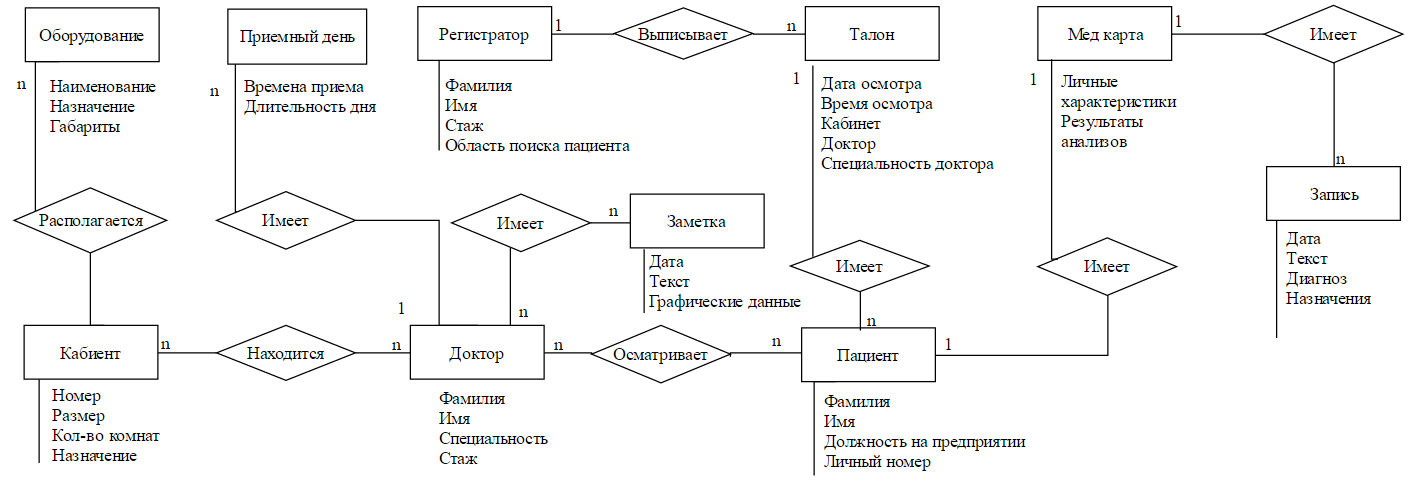 Оборудование
n
Наименование
Назначение
Габариты
Располагается
Приемный день
n
Времена приема
Длительность дня
Имеет
1
Регистратор
1
Фамилия
Имя
Стаж
Область поиска пациента
Выписывает
n
Талон
1
Дата осмотра
Время осмотра
Кабинет
Доктор
Специальность доктора
Имеет
n
Мед карта
1
1
Личные
характеристики
Результаты
анализов
Имеет
n
Запись
Дата
Текст
Диагноз
Назначения
Имеет
1
Имеет
n
n
Заметка
Дата
Текст
Графические данные
Кабиент
n
Номер
Размер
Кол-во комнат
Назначение
Находится
n
Доктор
n
Фамилия
Имя
Специальность
Стаж
Осматривает
n
Пациент
Фамилия
Имя
Должность на предприятии
Личный номер